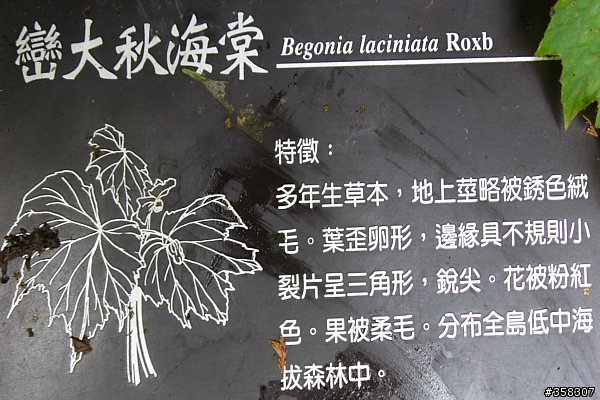 巒大秋海棠 Begonia laciniata Roxb
特徵：
多年生草本，地上莖略被銹色絨
毛。葉歪卵形，邊緣具不規則小
裂片呈三角形，銳尖。花被粉紅
色。果被柔毛。分布全島低中海
拔森林中。
#358307